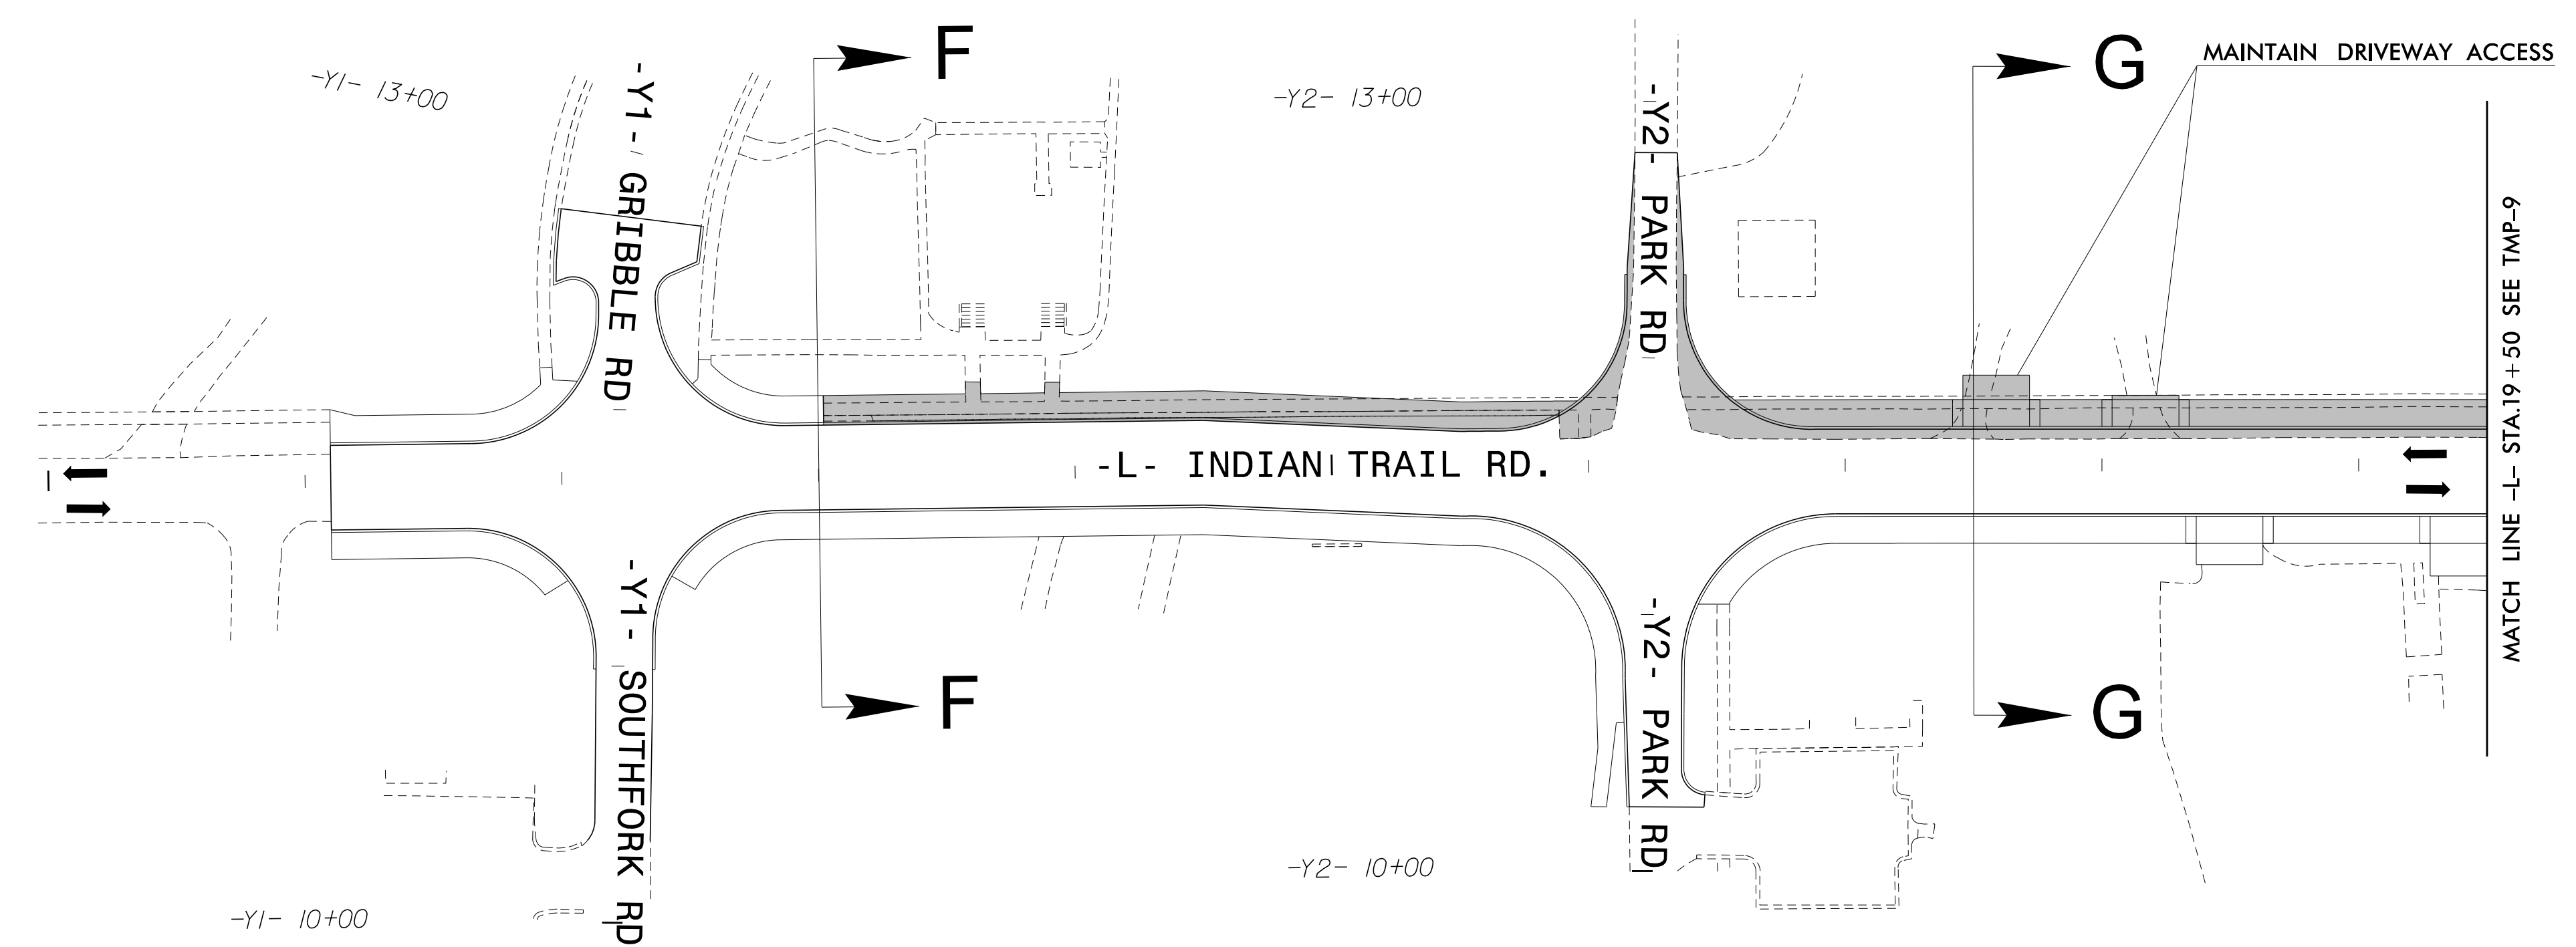 F
G
MAINTAIN DRIVEWAY ACCESS
-Y1- 13+00
-Y1- GRIBBLE RD
-Y2- 13+00
-Y2- PARK RD
MATCH LINE -L- STA.19+50 SEE TMP-9
-L- INDIAN TRAIL RD.
-Y1- SOUTHFORK RD
-Y2- PARK RD
F
G
-Y2- 10+00
-Y1- 10+00